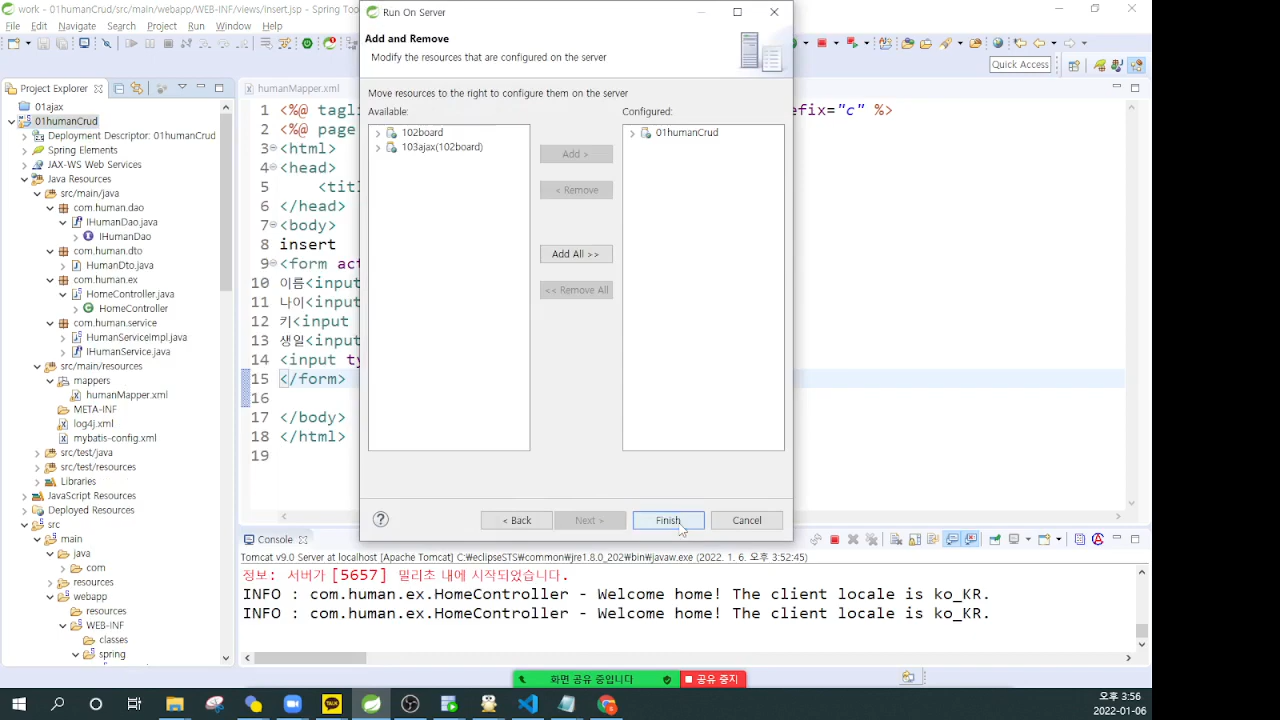 work - 01humanCrud/src/main/webapp/WEB-INF/views/insert.jsp - Spring Too
File Edit Navigate Search Project Run Window Help
Quick Access
Project Explorer
01ajax
01humanCrud
Deployment Descriptor: 01humanCrud
Spring Elements
JAX-WS Web Services
Java Resources
src/main/java
com.human.dao
IHumanDao.java
IHumanDao
com.human.dto
HumanDto.java
com.human.ex
HomeController.java
HomeController
com.human.service
HumanServiceImpl.java
IHumanService.java
src/main/resources
mappers
humanMapper.xml
META-INF
log4j.xml
mybatis-config.xml
src/test/java
src/test/resources
Libraries
JavaScript Resources
Deployed Resources
src
main
java
com
resources
webapp
resources
WEB-INF
classes
spring
humanMapper.xml
1 <%@ tagli
efix="c" %>
2 <%@ page
3 <html>
4 <head>
5 <titl
6 </head>
7 <body>
8 insert
9 <form act
10 이름<input
11 나이<input
12 키<input
13 생일<input
14 <input ty
15 </form>
16
17 </body>
18 </html>
19
Run On Server
Add and Remove
Modify the resources that are configured on the server
Move resources to the right to configure them on the server
Available:
102board
103ajax(102board)
Add >
< Remove
Add All >>
<< Remove All
Configured:
01humanCrud
?
< Back
Next >
Finish
Cancel
Console
Tomcat v9.0 Server at localhost [Apache Tomcat] C:₩eclipseSTS₩common₩jre1.8.0_202₩bin₩javaw.exe (2022. 1. 6. 오후 3:52:45)
정보: 서버가 [5657] 밀리초 내에 시작되었습니다.
INFO : com.human.ex.HomeController - Welcome home! The client locale is ko_KR.
INFO : com.human.ex.HomeController - Welcome home! The client locale is ko_KR.
화면 공유 중입니다
공유 중지
TALK
오후 3:56
2022-01-06